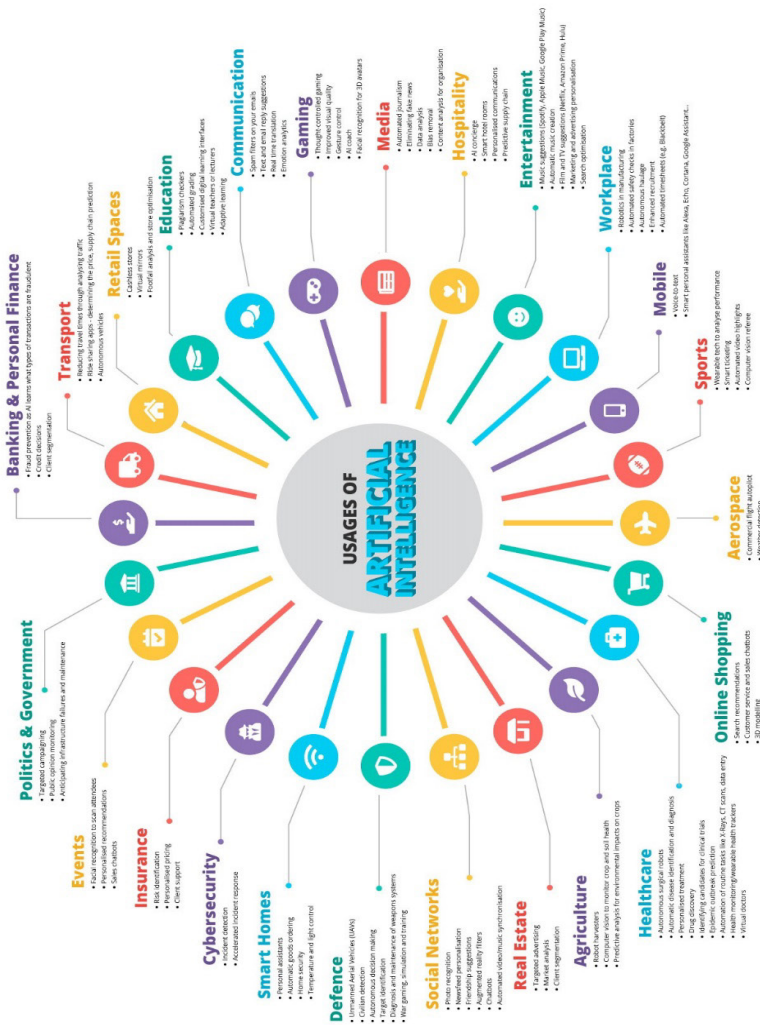 USAGES OF
ARTIFICIAL
INTELLIGENCE
Banking & Personal Finance
• Fraud prevention as AI learns what types of transactions are fraudulent
• Credit decisions
• Client segmentation
Transport
• Reducing travel times through analysing traffic
• Ride sharing apps - determining the price, supply chain prediction
• Autonomous vehicles
Retail Spaces
• Cashless stores
• Virtual mirrors
• Footfall analysis and store optimisation
Education
• Plagiarism checkers
• Automated grading
• Customised digital learning interfaces
• Virtual teachers or lecturers
• Adaptive learning
Communication
• Spam filters on your emails
• Text and email reply suggestions
• Real time translation
• Emotion analytics
Gaming
• Thought controlled gaming
• Improved visual quality
• Gesture control
• AI coach
• Facial recognition for 3D avatars
Media
• Automated journalism
• Eliminating fake news
• Data analysis
• Bias removal
• Content analysis for organisation
Hospitality
• AI concierge
• Smart hotel rooms
• Personalised communications
• Predictive supply chain
Entertainment
• Music suggestions (Spotify, Apple Music, Google Play Music)
• Automatic music creation
• Film and TV suggestions (Netflix, Amazon Prime, Hulu)
• Marketing and advertising personalisation
• Search optimisation
Workplace
• Robotics in manufacturing
• Automated safety checks in factories
• Autonomous haulage
• Enhanced recruitment
• Automated timesheets (e.g. Blackbelt)
Mobile
• Voice-to-text
• Smart personal assistants like Alexa, Echo, Cortana, Google Assistant...
Sports
• Wearable tech to analyse performance
• Smart ticketing
• Automated video highlights
• Computer vision referee
Aerospace
• Commercial flight autopilot
Online Shopping
• Search recommendations
• Customer service and sales chatbots
• 3D modelling
Healthcare
• Autonomous surgical robots
• Automatic disease identification and diagnosis
• Personalised treatment
• Drug discovery
• Identifying candidates for clinical trials
• Epidemic outbreak prediction
• Automation of routine tasks like X-Rays, CT scans, data entry
• Health monitoring/wearable health trackers
• Virtual doctors
Agriculture
• Robot harvesters
• Computer vision to monitor crop and soil health
• Predictive analysis for environmental impacts on crops
Real Estate
• Targeted advertising
• Market analysis
• Client segmentation
Social Networks
• Photo recognition
• Newsfeed personalisation
• Friendship suggestions
• Augmented reality filters
• Chatbots
• Automated video/music synchronisation
Defence
• Unmanned Aerial Vehicles (UAVs)
• Civilian detection
• Autonomous decision making
• Target identification
• Diagnosis and maintenance of weapons systems
• War gaming, simulation and training
Smart Homes
• Personal assistants
• Automatic goods ordering
• Home security
• Temperature and light control
Cybersecurity
• Incident detection
• Accelerated incident response
Insurance
• Risk identification
• Personalised pricing
• Client support
Events
• Facial recognition to scan attendees
• Personalised recommendations
• Sales chatbots
Politics & Government
• Targeted campaigning
• Public opinion monitoring
• Anticipating infrastructure failures and maintenance